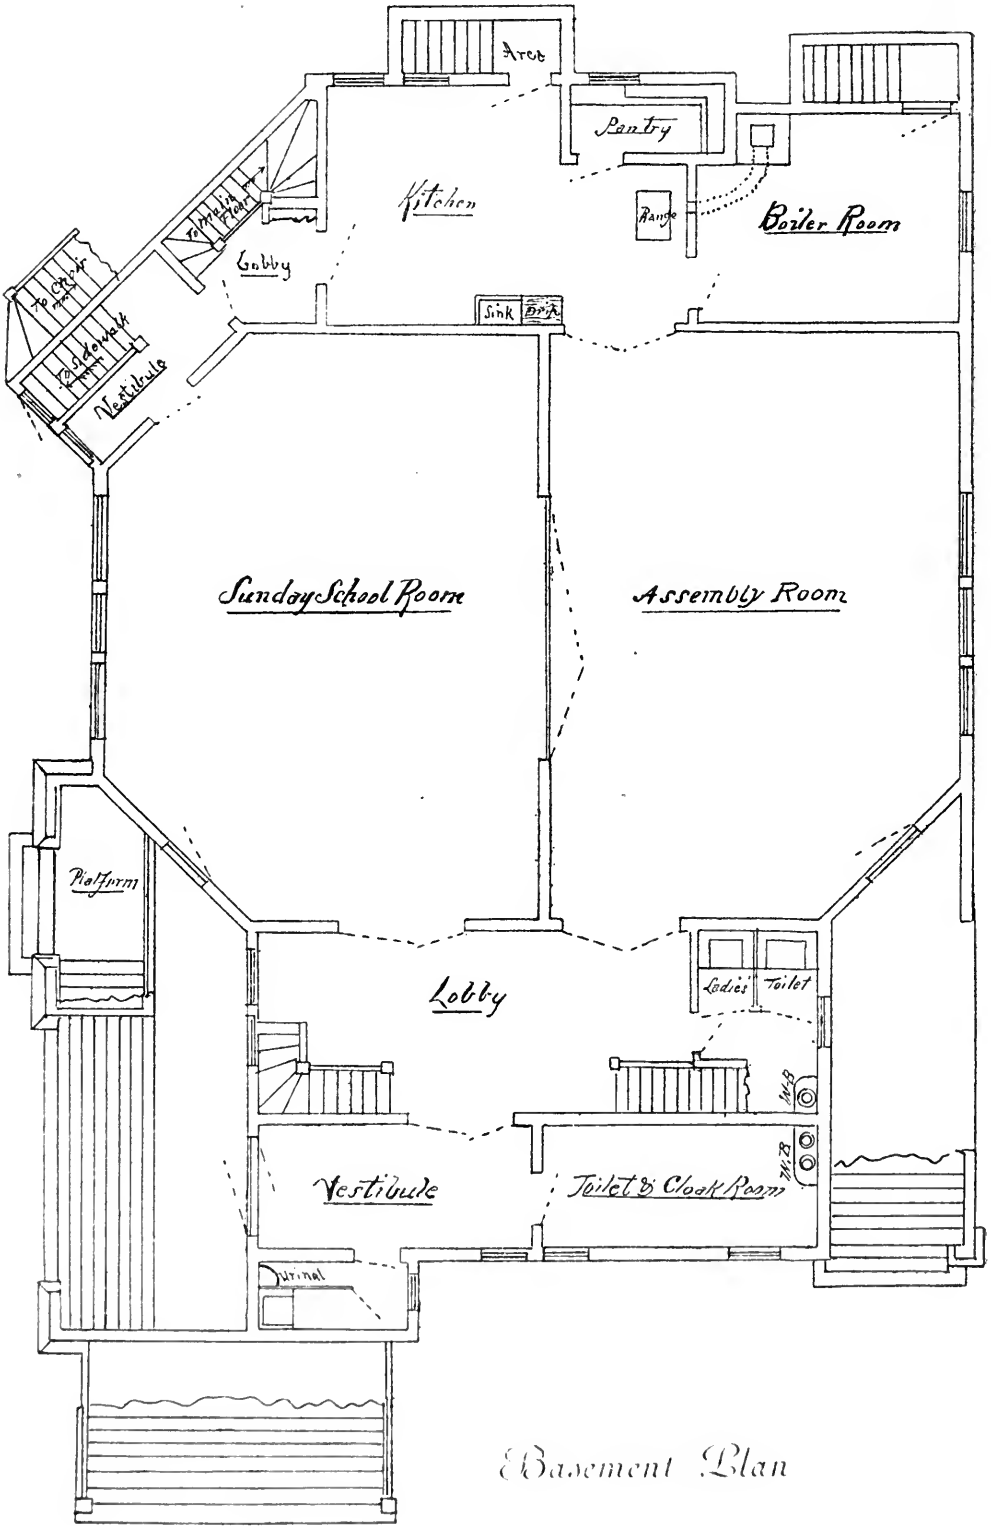 Area
Pantry
Kitchen
Range
Boiler Room
To Main
Floor
Lobby
To Choir
Sink
To Sidewalk
Vestibule
Sunday School Room
Assembly Room
Platform
Lobby
Ladies' Toilet
W-B
W.B
Vestibule
Toilet & Cloak Room
Urinal
Basement Plan